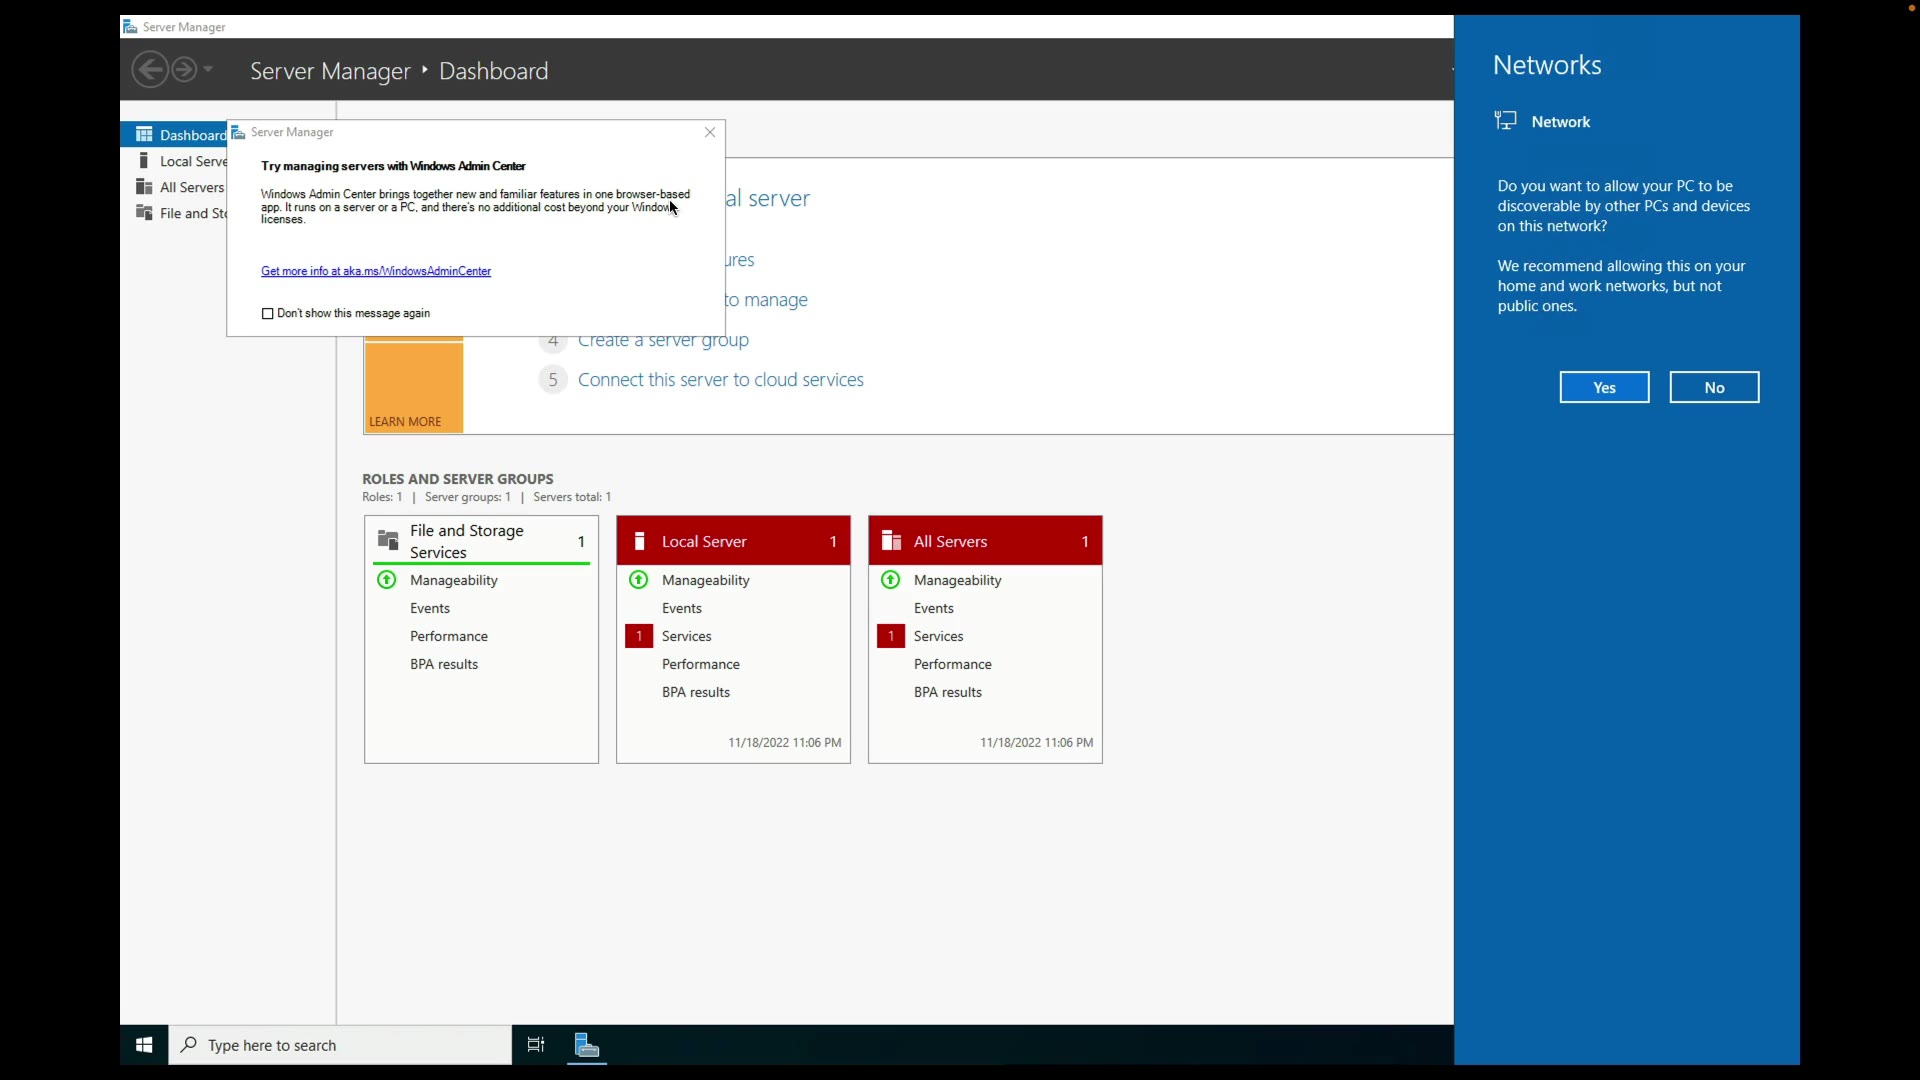 Server Manager
Server Manager
Dashboard
Dashboard
Local Serve
All Servers
File and Sto
Server Manager
Try managing servers with Windows Admin Center
Windows Admin Center brings together new and familiar features in one browser-based
app. It runs on a server or a PC, and there's no additional cost beyond your Window
licenses.
Get more info at aka.ms/WindowsAdminCenter
Don't show this message again
al server
ures
to manage
4 Create a server group
5 Connect this server to cloud services
LEARN MORE
ROLES AND SERVER GROUPS
Roles: 1 | Server groups: 1 | Servers total: 1
File and Storage
Services
1
Manageability
Events
Performance
BPA results
Local Server 1
Manageability
Events
1 Services
Performance
BPA results
11/18/2022 11:06 PM
All Servers 1
Manageability
Events
1 Services
Performance
BPA results
11/18/2022 11:06 PM
Networks
Network
Do you want to allow your PC to be
discoverable by other PCs and devices
on this network?
We recommend allowing this on your
home and work networks, but not
public ones.
Yes
No
Type here to search